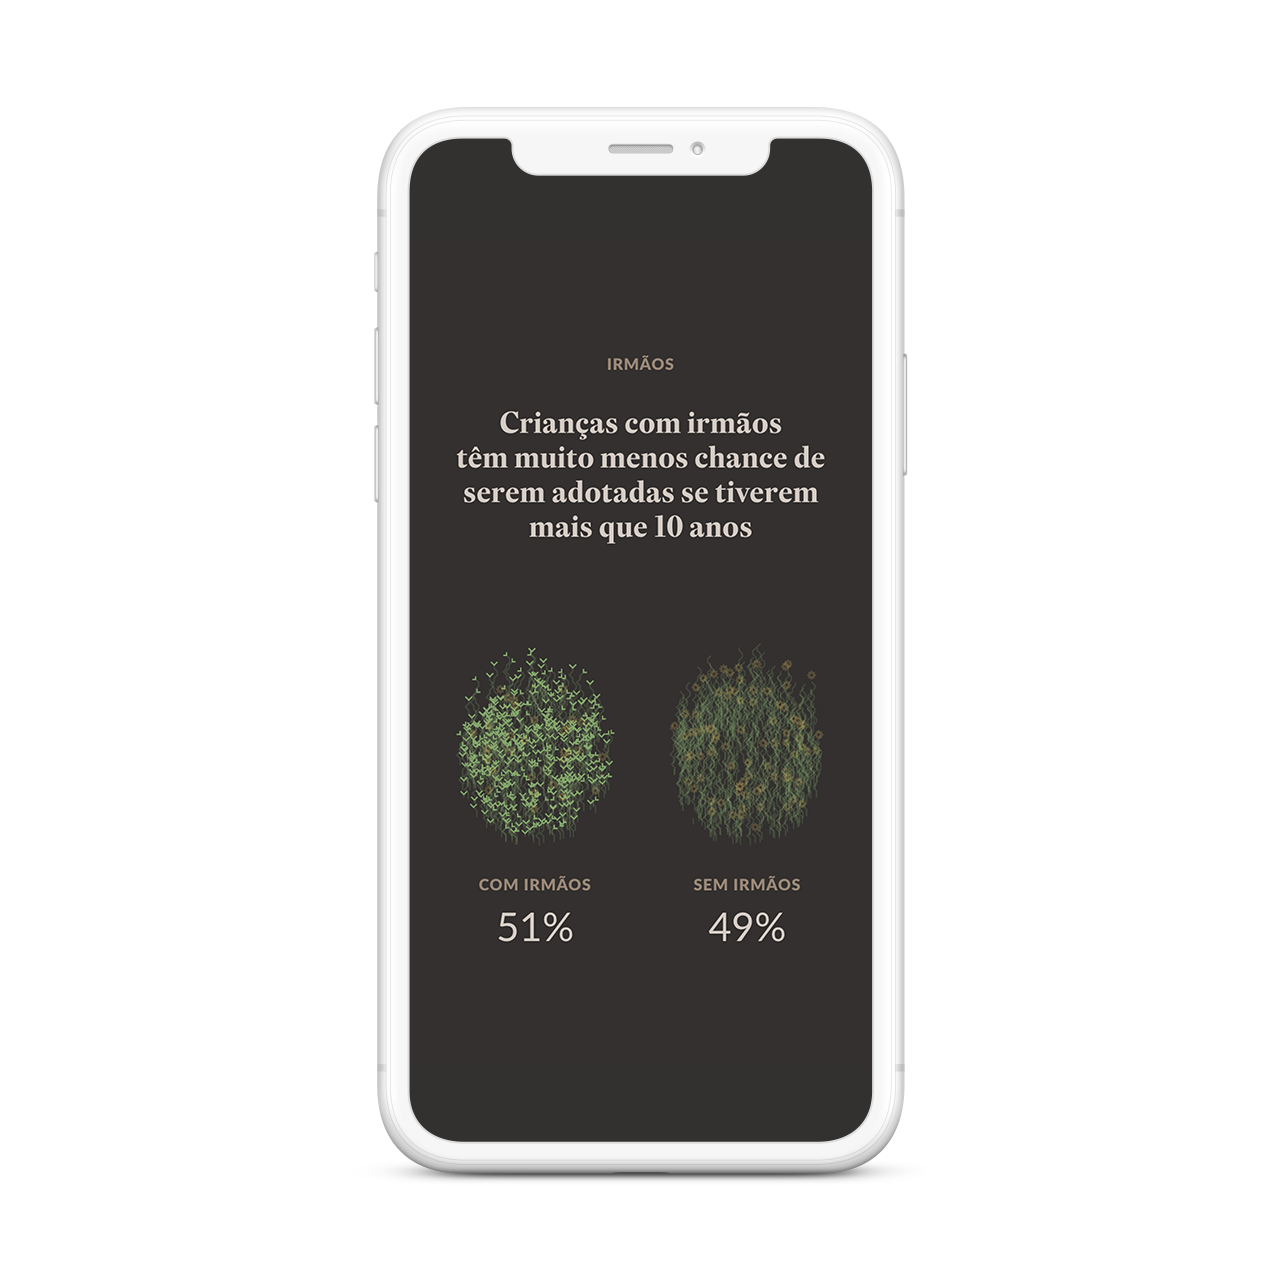 IRMÃOS
Crianças com irmãos
têm muito menos chance de
serem adotadas se tiverem
mais que 10 anos
COM IRMÃOS
SEM IRMÃOS
51%
49%